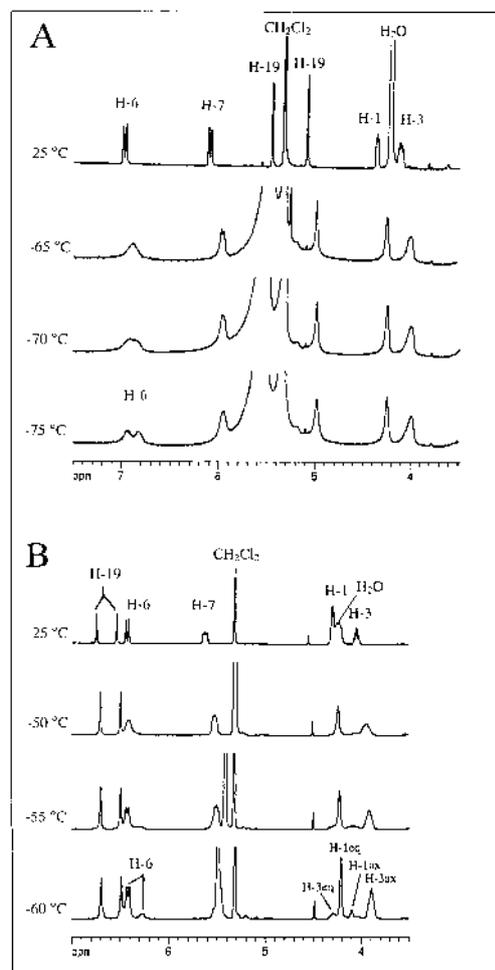 A
CH2Cl2
H2O
H-19
H-19
H-6
H-7
H-1
H-3
25 °C
-65 °C
-70 °C
H-6
-75 °C
ppm 7 6 5 4
B
CH2Cl2
H-19
H-6
H-7
H-1
H2O
H-3
25 °C
-50 °C
-55 °C
H-6
H-1eq
H-1ax
H-3eq
H-3ax
-60 °C
ppm 6 5 4